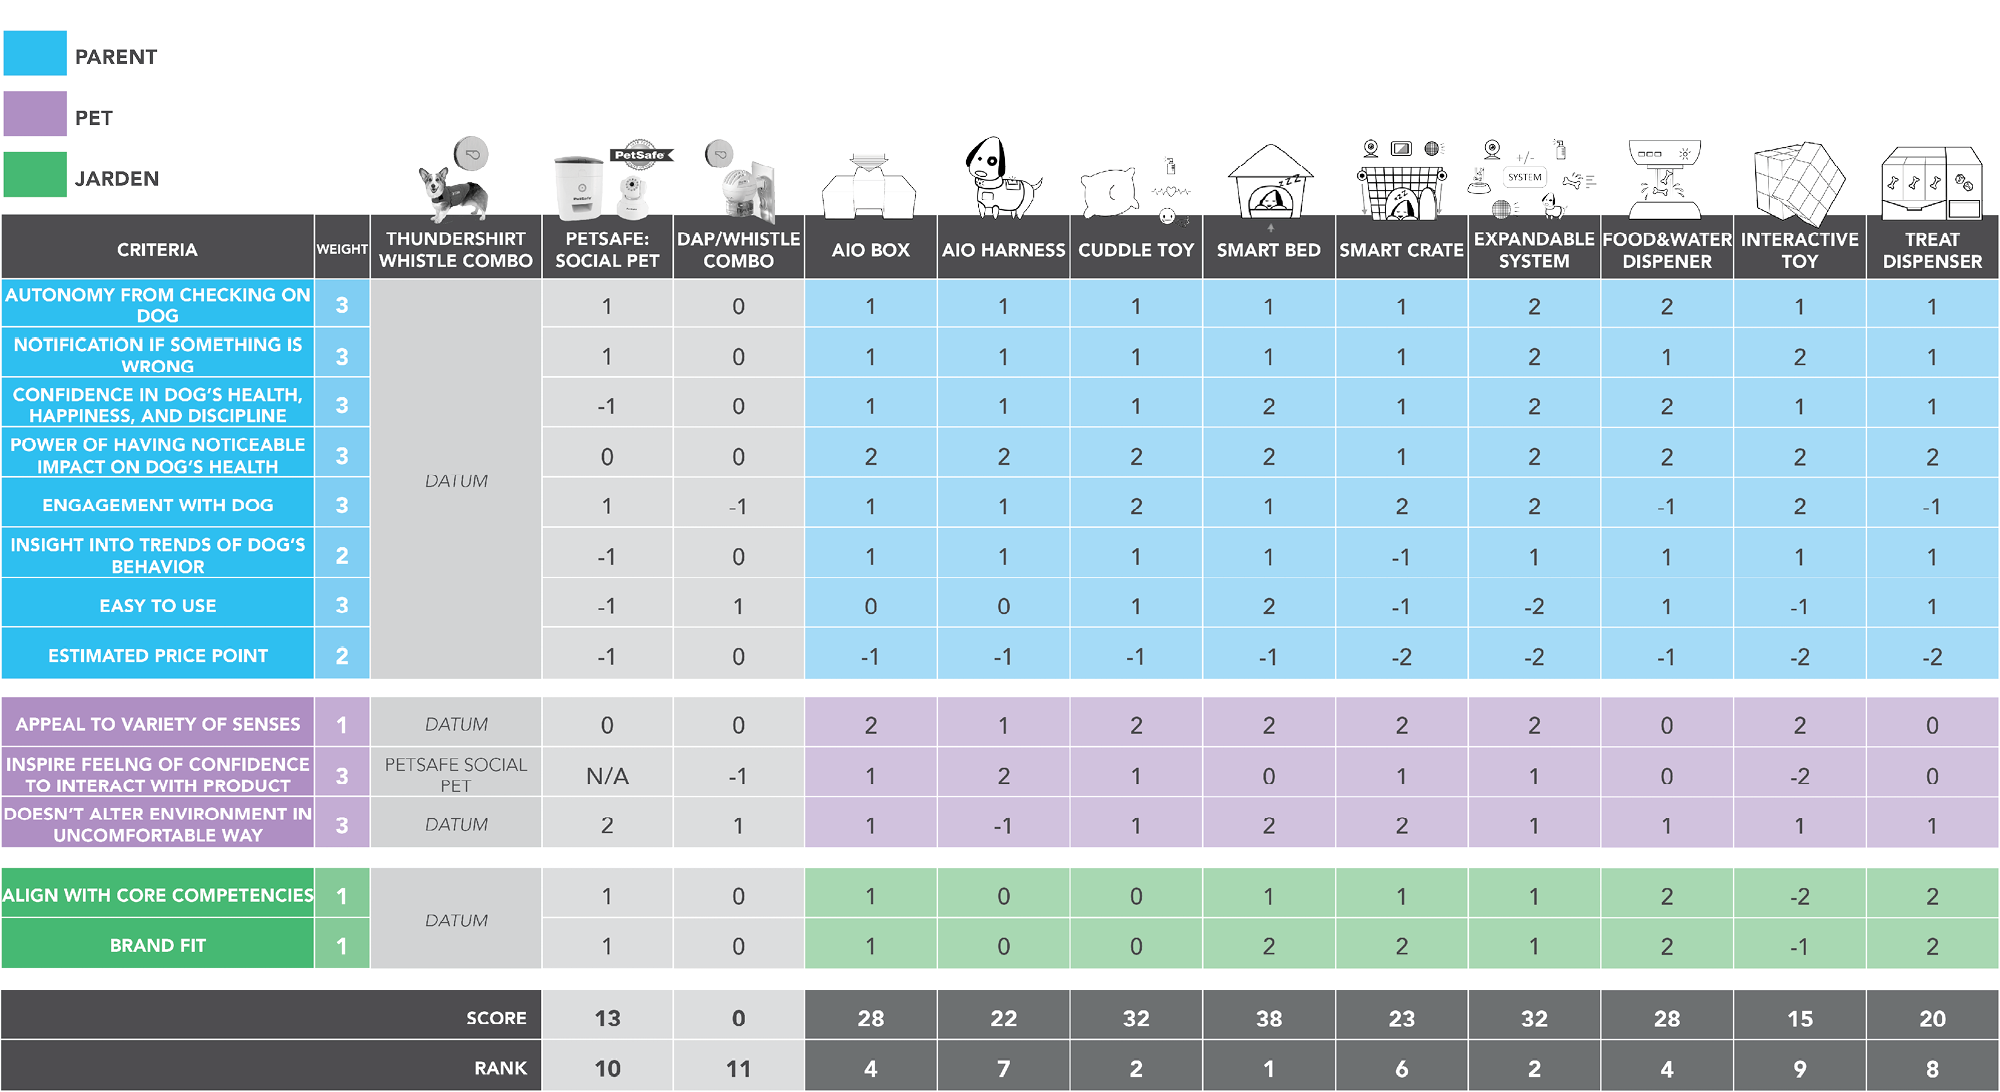 PARENT
PET
JARDEN
PetSafe
PetSafe
+/-
SYSTEM
ZZZ
ZZZ
CRITERIA WEIGHT THUNDERSHIRT WHISTLE COMBO PETSAFE: SOCIAL PET DAP/WHISTLE COMBO AIO BOX AIO HARNESS CUDDLE TOY SMART BED SMART CRATE EXPANDABLE SYSTEM FOOD&WATER DISPENER INTERACTIVE TOY TREAT DISPENSER
AUTONOMY FROM CHECKING ON DOG 3 1 0 1 1 1 1 1 2 2 1 1
NOTIFICATION IF SOMETHING IS WRONG 3 1 0 1 1 1 1 1 2 1 2 1
CONFIDENCE IN DOG'S HEALTH, HAPPINESS, AND DISCIPLINE 3 -1 0 1 1 1 2 1 2 2 1 1
POWER OF HAVING NOTICEABLE IMPACT ON DOG'S HEALTH 3 0 0 2 2 2 2 1 2 2 2 2
DATUM
ENGAGEMENT WITH DOG 3 1 -1 1 1 2 1 2 2 -1 2 -1
INSIGHT INTO TRENDS OF DOG'S BEHAVIOR 2 -1 0 1 1 1 1 -1 1 1 1 1
EASY TO USE 3 -1 1 0 0 1 2 -1 -2 1 -1 1
ESTIMATED PRICE POINT 2 -1 0 -1 -1 -1 -1 -2 -2 -1 -2 -2
APPEAL TO VARIETY OF SENSES 1 DATUM 0 0 2 1 2 2 2 2 0 2 0
INSPIRE FEELNG OF CONFIDENCE TO INTERACT WITH PRODUCT 3 PETSAFE SOCIAL PET N/A -1 1 2 1 0 1 1 0 -2 0
DOESN'T ALTER ENVIRONMENT IN UNCOMFORTABLE WAY 3 DATUM 2 1 1 -1 1 2 2 1 1 1 1
ALIGN WITH CORE COMPETENCIES 1 1 0 1 0 0 1 1 1 2 -2 2
DATUM
BRAND FIT 1 1 0 1 0 0 2 2 1 2 -1 2
SCORE 13 0 28 22 32 38 23 32 28 15 20
RANK 10 11 4 7 2 1 6 2 4 9 8